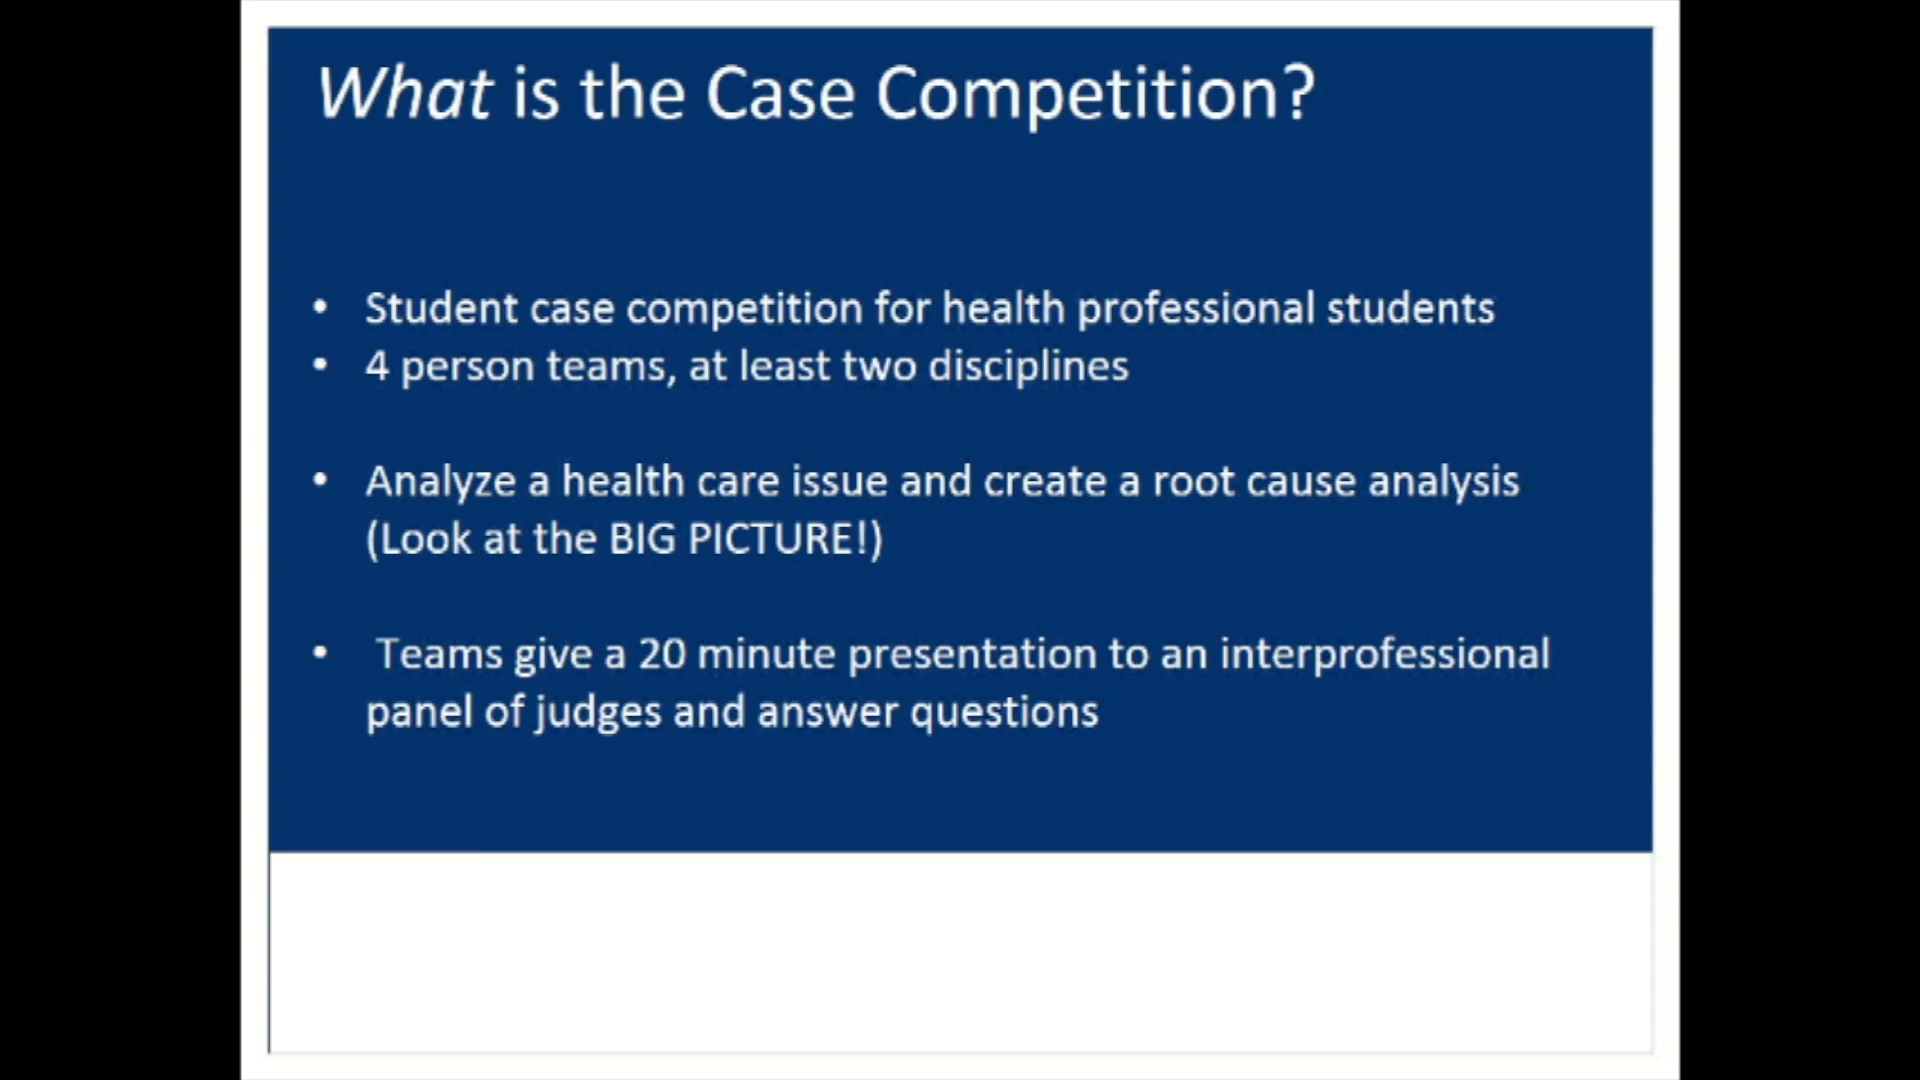 What is the Case Competition?
• Student case competition for health professional students
• 4 person teams, at least two disciplines
• Analyze a health care issue and create a root cause analysis
(Look at the BIG PICTURE!)
• Teams give a 20 minute presentation to an interprofessional
panel of judges and answer questions